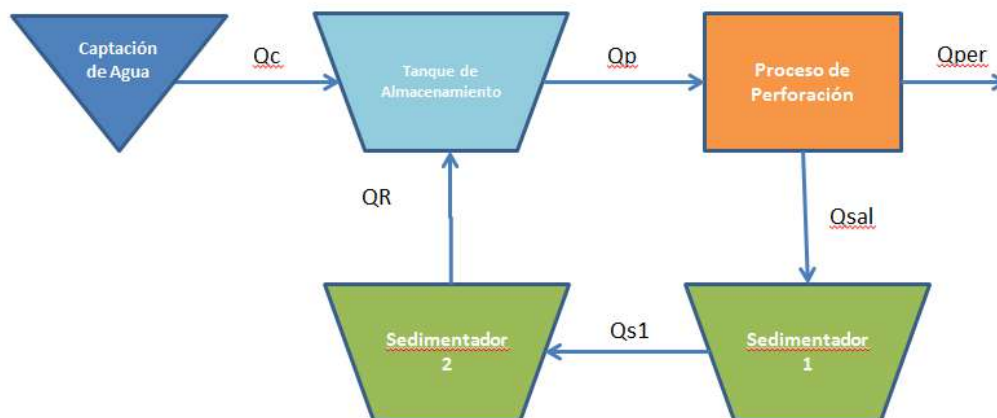 Captación
de Agua
Qc
Tanque de
Almacenamiento
Qp
Proceso de
Perforación
Qper
QR
Qsal
Sedimentador
2
Qs1
Sedimentador
1